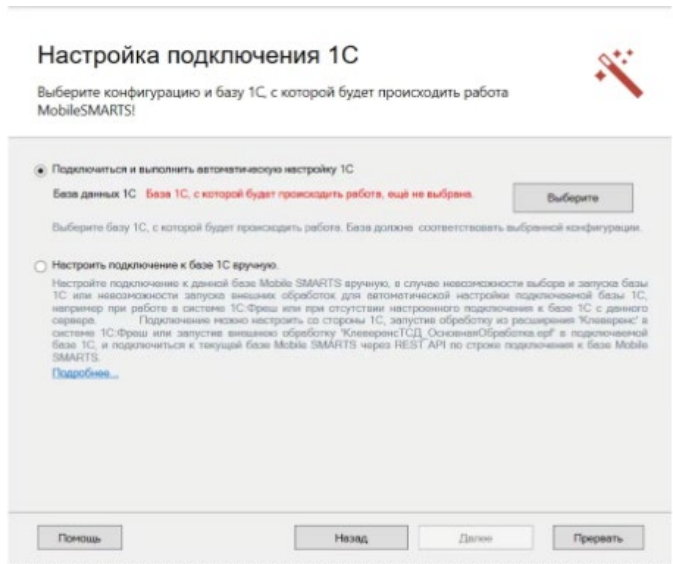 Настройка подключения 1С
Выберите конфигурацию и базу 1С, с которой будет происходить работа
MobileSMARTS!
Подключиться и выполнить автоматическую настройку 1С
База данных 1С База 1С, с которой будет происходить работа, ещё не выбрана.
Выберите
Выберите базу 1С, с которой будет происходить работа. База должна соответствовать выбранной конфигурации.
Настроить подключение к базе 1С вручную.
Настройте подключение к данной базе Mobile SMARTS вручную, в случае невозможности выбора и запуска базы
1С или невозможности запуска внешних обработок для автоматической настройки подключаемой базы 1С,
например при работе в системе 1С:Фреш или при отсутствии настроенного подключения к базе 1С с данного
сервера. Подключение можно настроить со стороны 1С, запустив обработку из расширения 'Клеверенс' в
системе 1С:Фреш или запустив внешнюю обработку 'КлеверенсТСД_ОсновнаяОбработка.epf' в подключаемой
базе 1С, и подключиться к текущей базе Mobile SMARTS через REST API по строке подключения к базе Mobile
SMARTS.
Подробнее...
Помощь
Назад
Далее
Прервать